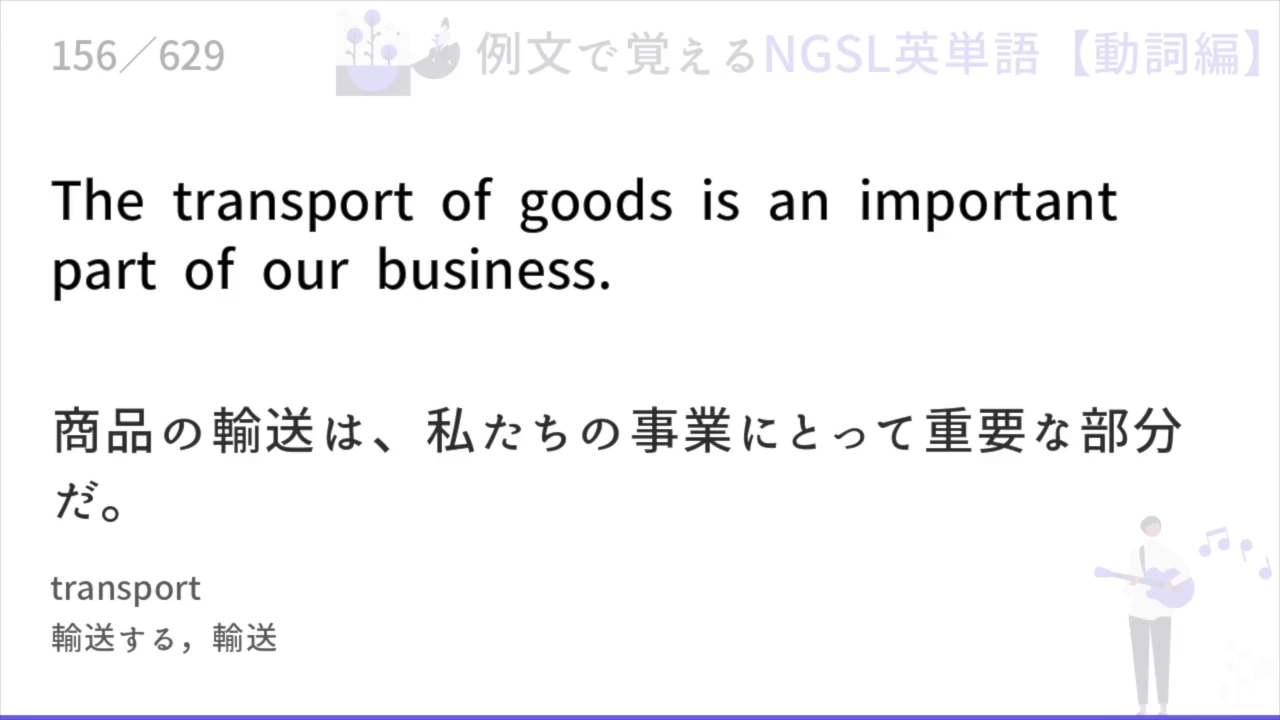 156／629
例文で覚えるNGSL英単語【動詞編】
The transport of goods is an important
part of our business.
商品の輸送は、私たちの事業にとって重要な部分
だ。
transport
輸送する，輸送